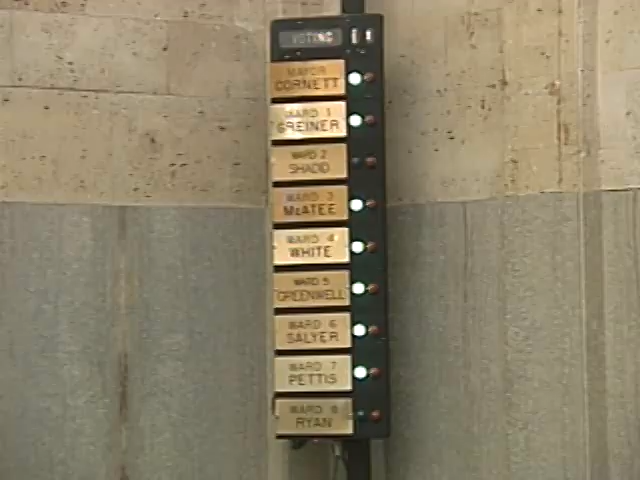 VOTING
MAYOR
CORNETT
WARD 1
GREINER
WARD 2
SHADID
WARD 3
McATEE
WARD 4
WHITE
WARD 5
GREENWELL
WARD 6
SALYER
WARD 7
PETTIS
WARD 8
RYAN